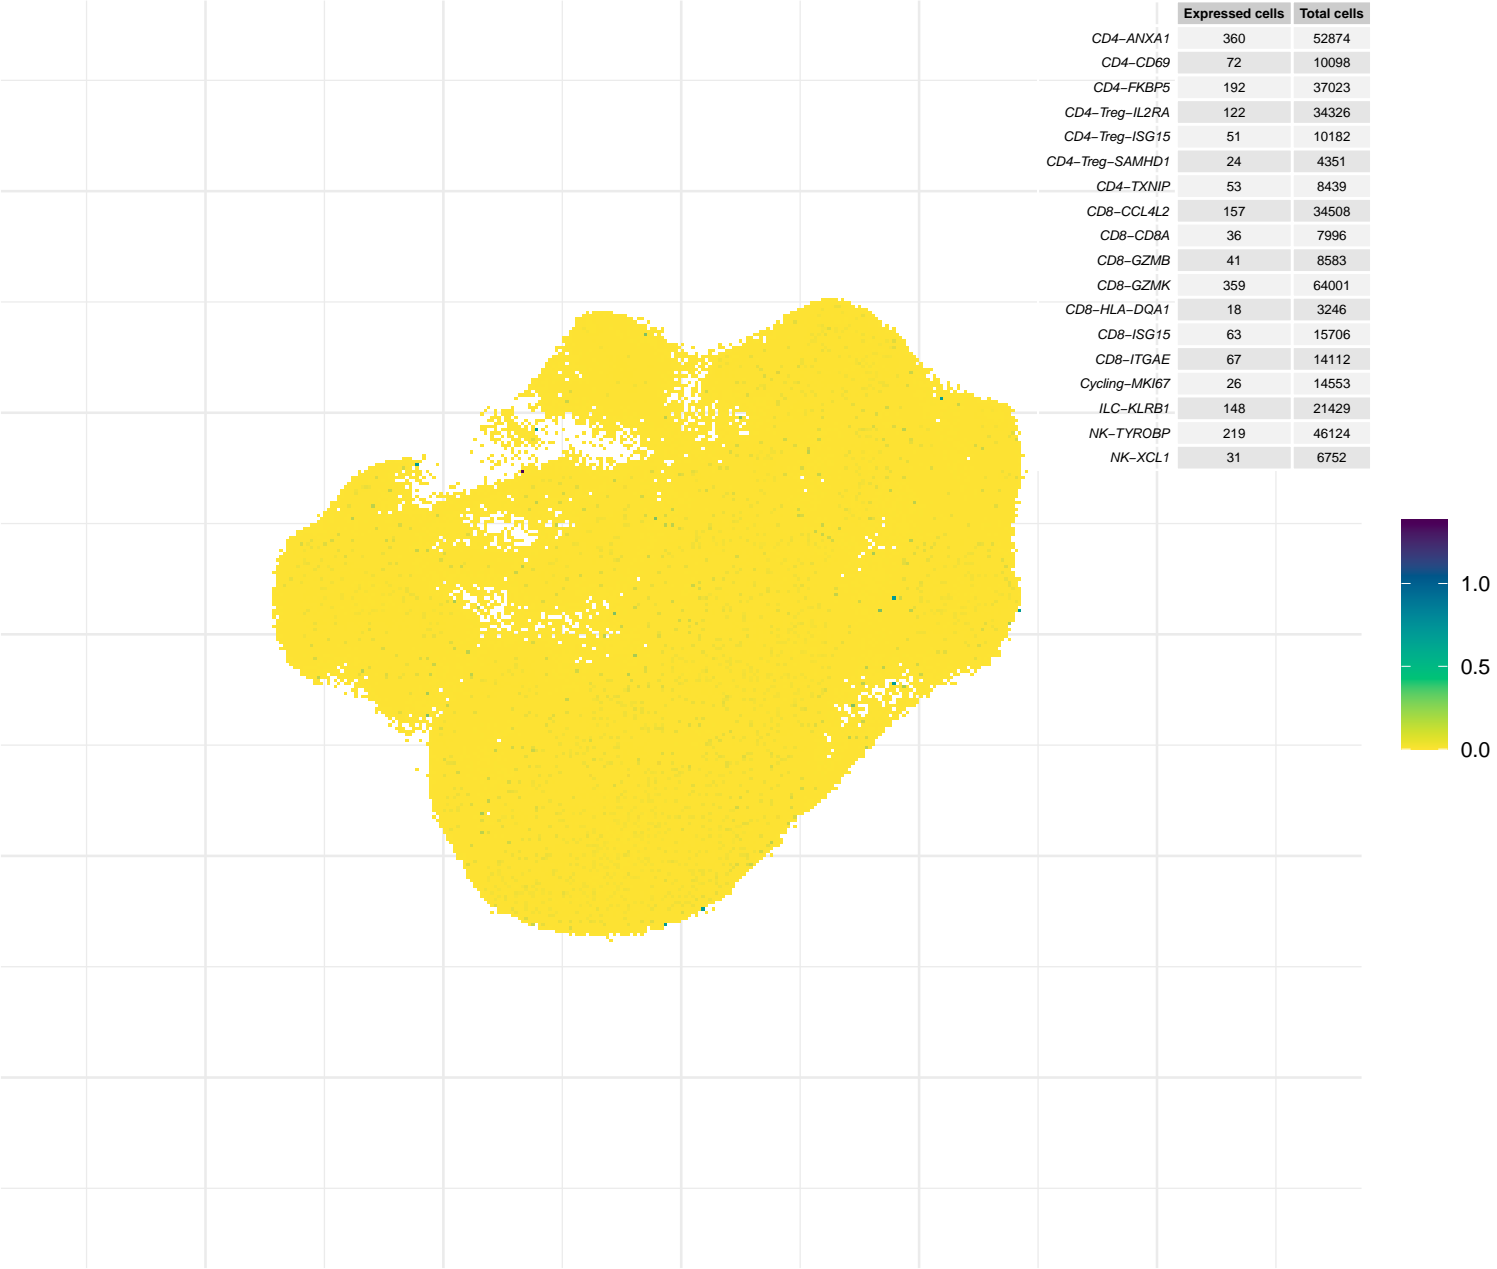 Expressed cells Total cells
CD4−ANXA1 360 52874
CD4−CD69 72 10098
CD4−FKBP5 192 37023
CD4−Treg−IL2RA 122 34326
CD4−Treg−ISG15 51 10182
CD4−Treg−SAMHD1 24 4351
CD4−TXNIP 53 8439
CD8−CCL4L2 157 34508
CD8−CD8A 36 7996
CD8−GZMB 41 8583
CD8−GZMK 359 64001
CD8−HLA−DQA1 18 3246
CD8−ISG15 63 15706
CD8−ITGAE 67 14112
Cycling−MKI67 26 14553
ILC−KLRB1 148 21429
NK−TYROBP 219 46124
NK−XCL1 31 6752
1.0
0.5
0.0